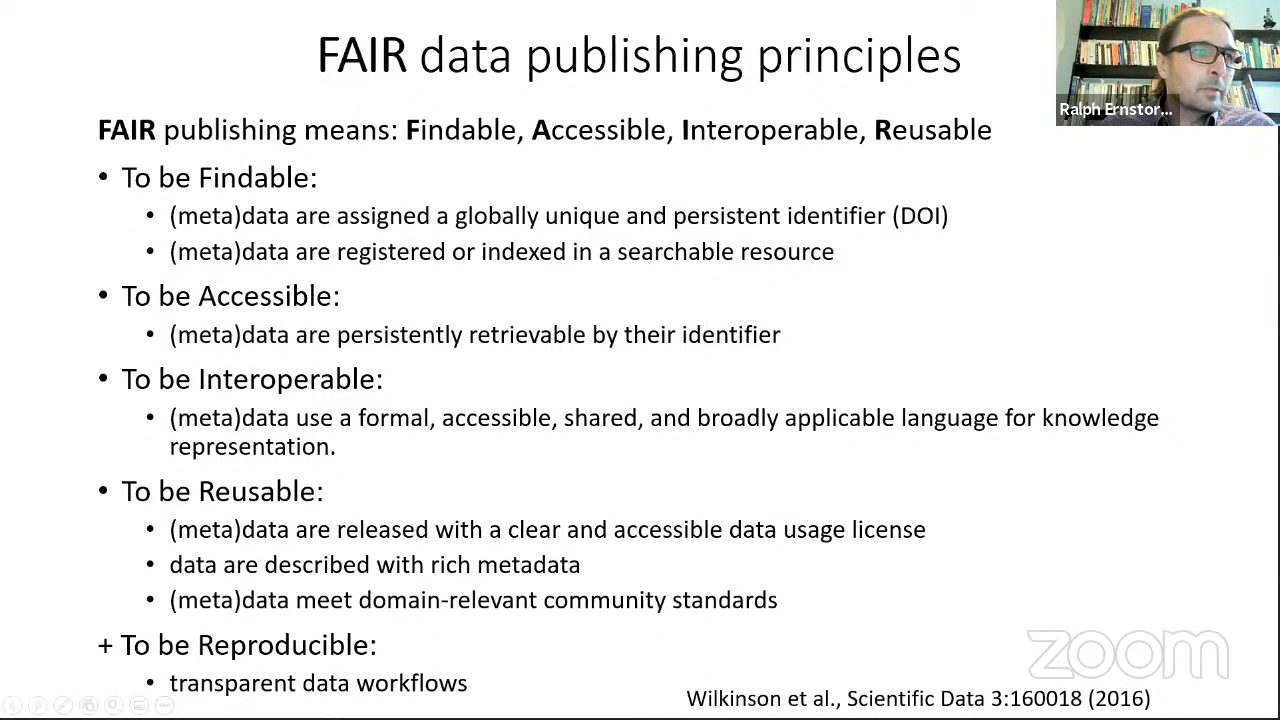 FAIR data publishing principles
Ralph Ernstor...
FAIR publishing means: Findable, Accessible, Interoperable, Reusable
• To be Findable:
• (meta)data are assigned a globally unique and persistent identifier (DOI)
• (meta)data are registered or indexed in a searchable resource
• To be Accessible:
• (meta)data are persistently retrievable by their identifier
• To be Interoperable:
• (meta)data use a formal, accessible, shared, and broadly applicable language for knowledge
representation.
• To be Reusable:
• (meta)data are released with a clear and accessible data usage license
• data are described with rich metadata
• (meta)data meet domain-relevant community standards
+ To be Reproducible:
• transparent data workflows
zoom
Wilkinson et al., Scientific Data 3:160018 (2016)